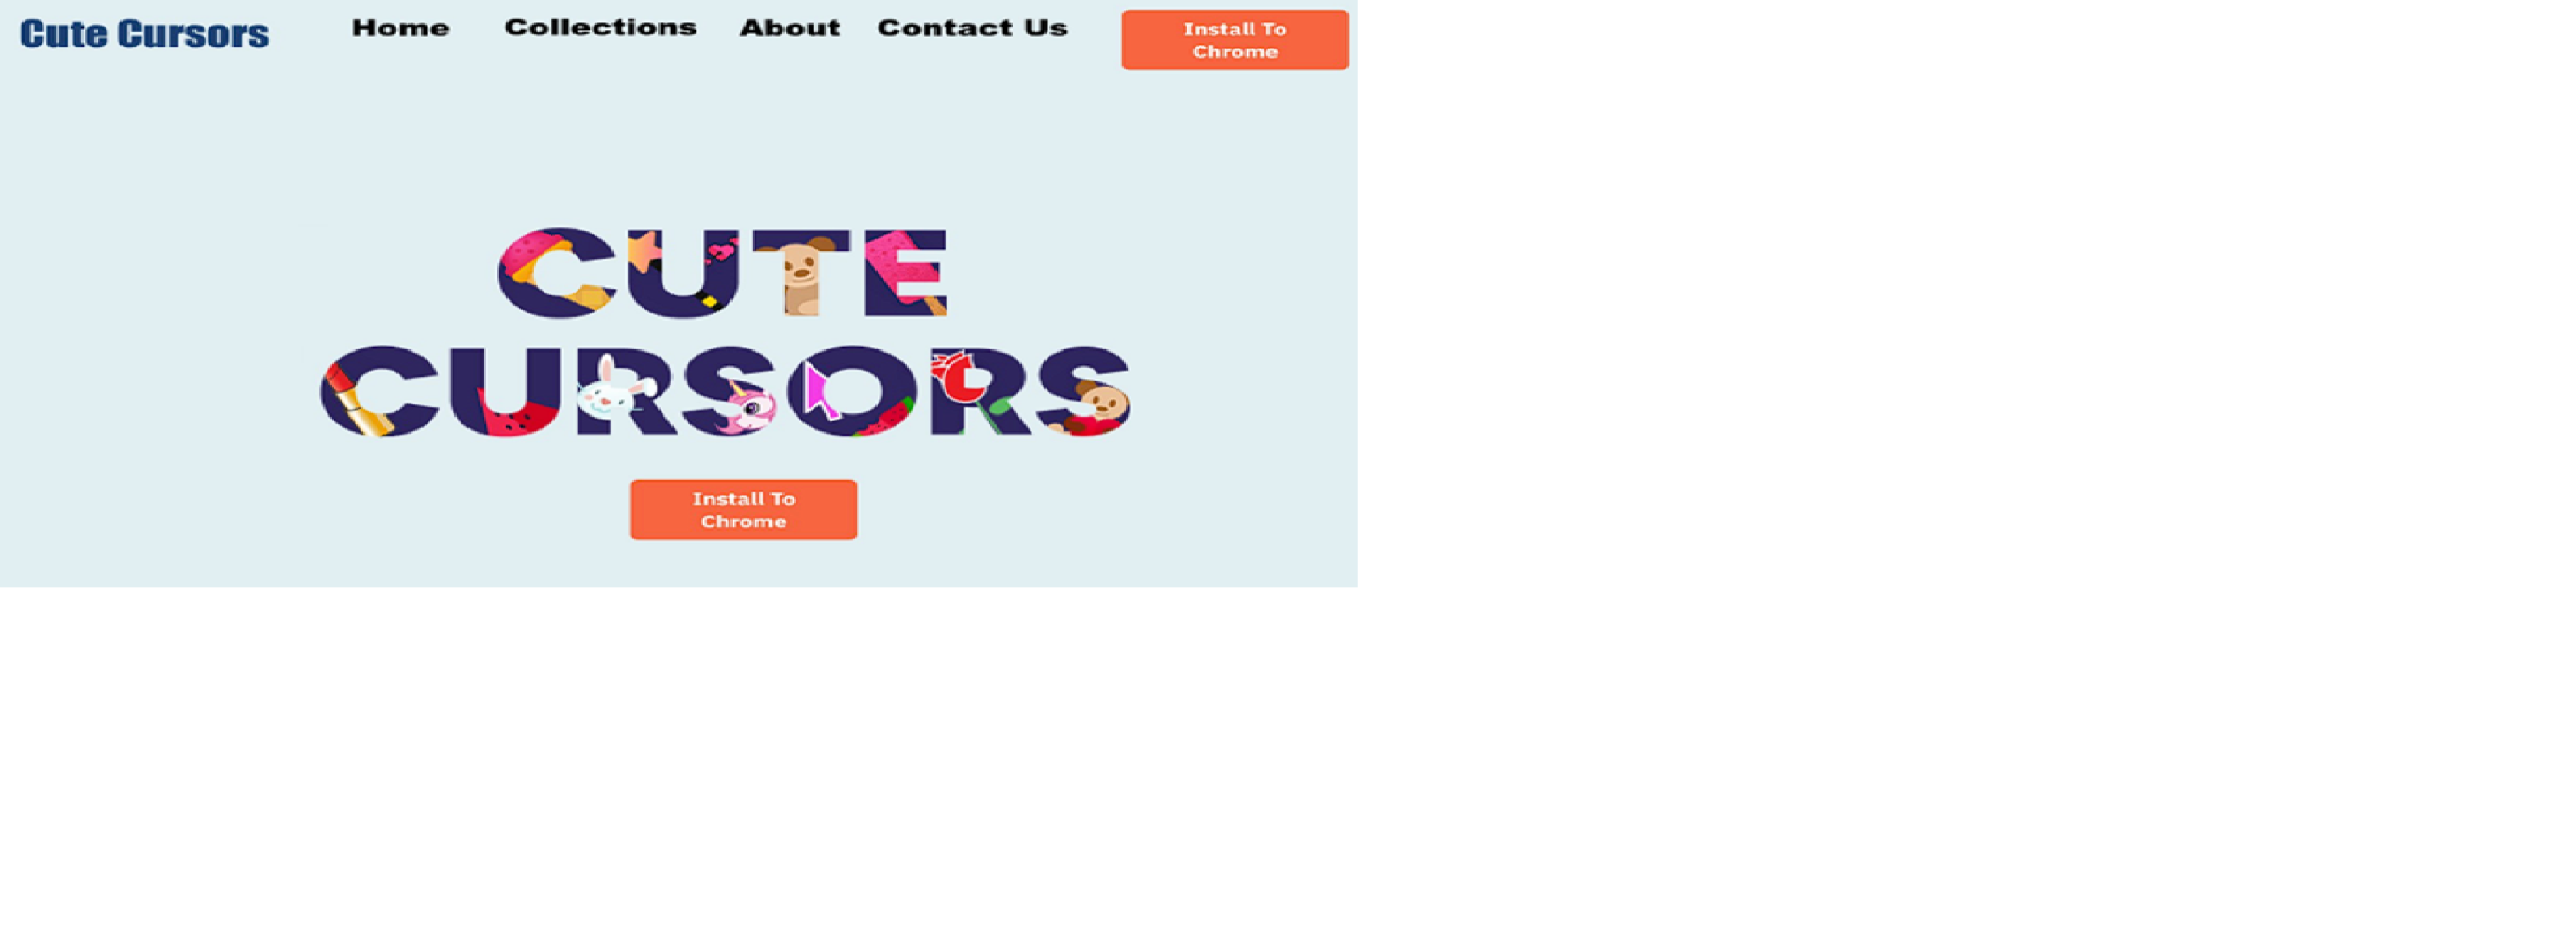 Cute Cursors
Home
Collections
About
Contact Us
Install To
Chrome
CUTE
CURSORS
Install To
Chrome